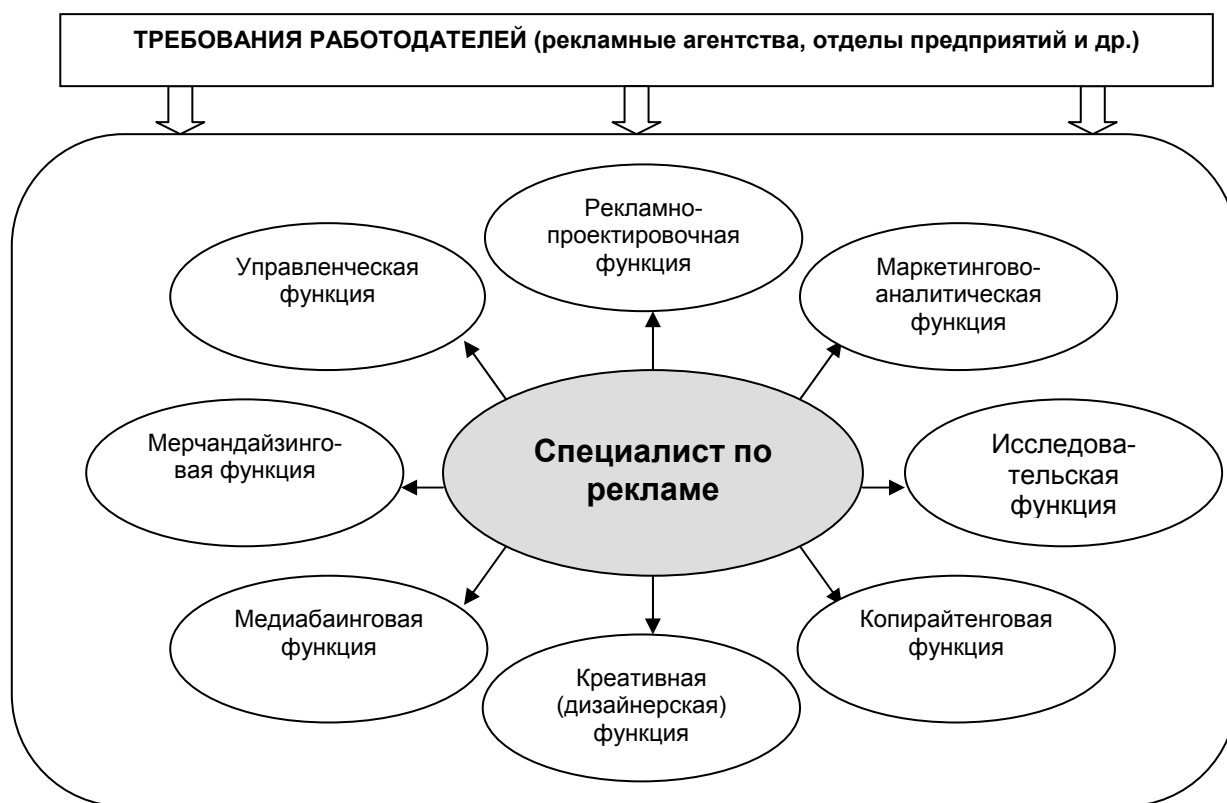 ТРЕБОВАНИЯ РАБОТОДАТЕЛЕЙ (рекламные агентства, отделы предприятий и др.)
Рекламно-
проектировочная
функция
Управленческая
функция
Маркетингово-
аналитическая
функция
Мерчандайзинго-
вая функция
Специалист по
рекламе
Исследова-
тельская
функция
Медиабаинговая
функция
Копирайтенговая
функция
Креативная
(дизайнерская)
функция